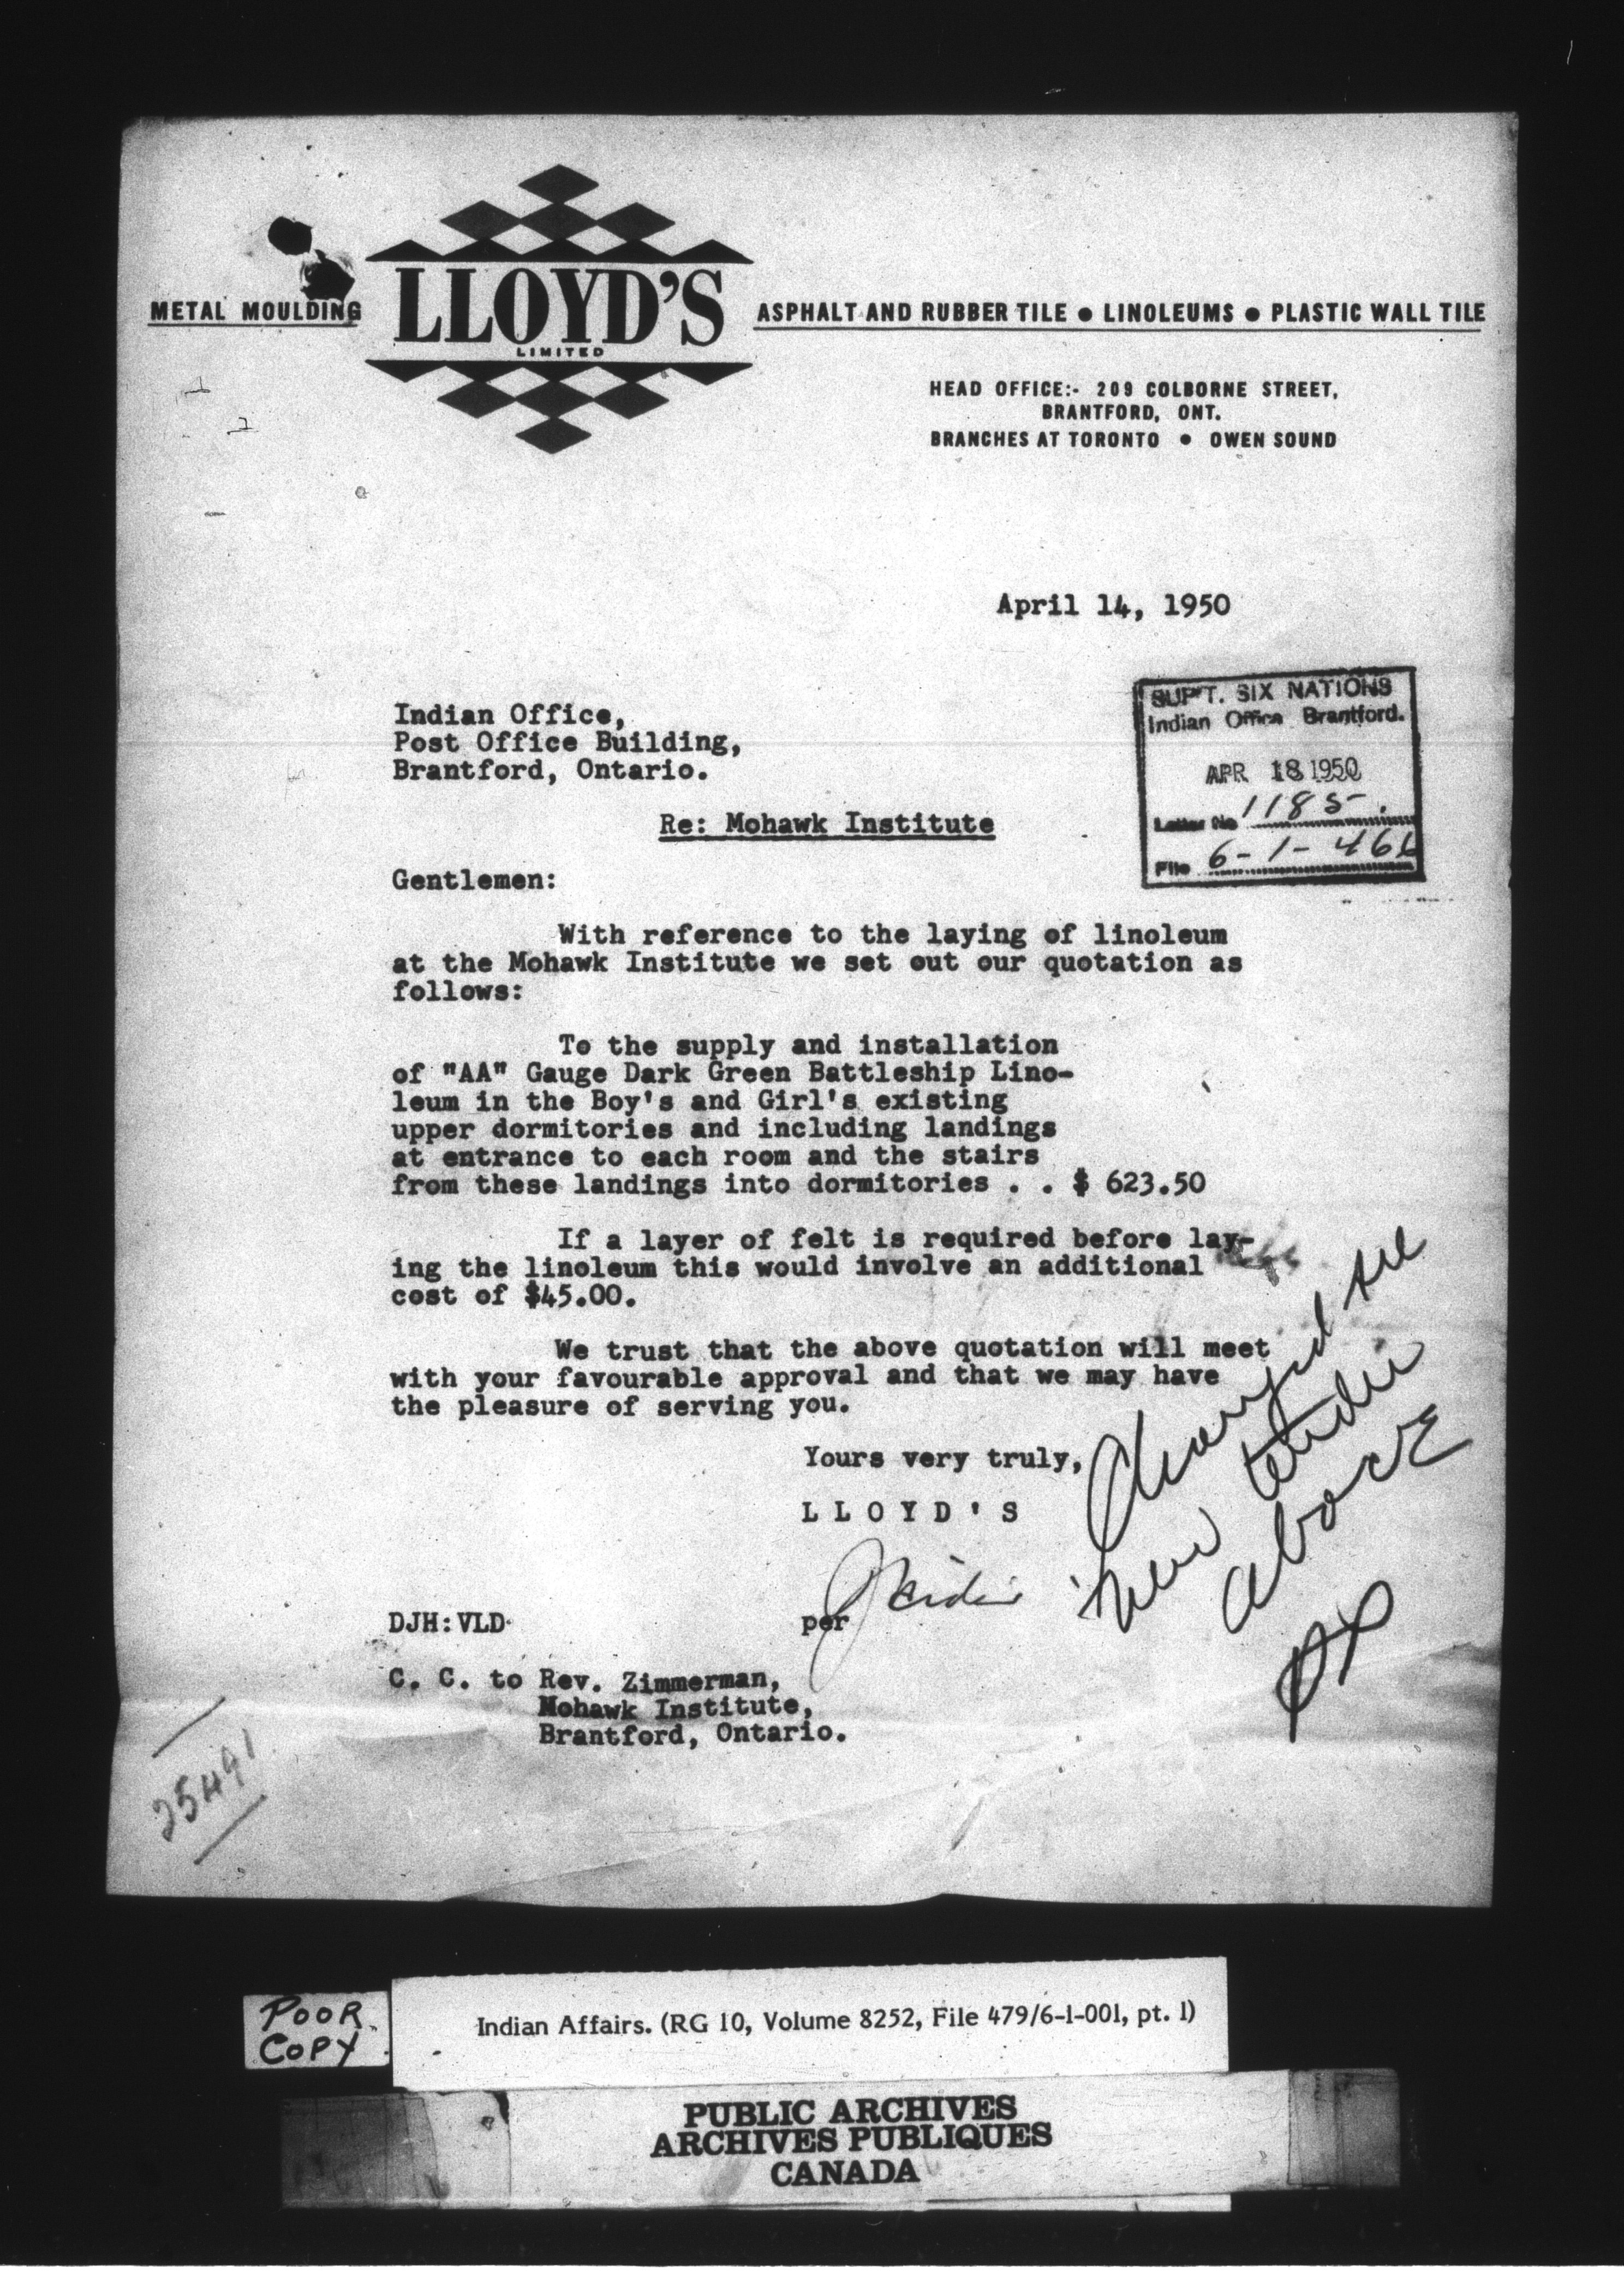 LLOYD'S
LIMITED
METAL MOULDING
ASPHALT AND RUBBER TILE ● LINOLEUMS ● PLASTIC WALL TILE
HEAD OFFICE:- 209 COLBORNE STREET,
BRANTFORD, ONT.
BRANCHES AT TORONTO ● OWEN SOUND
April 14, 1950
SUP'T. SIX NATIONS
Indian Office Brantford.
APR 18 1950
Letter No 1185
File 6-1-466
Indian Office,
Post Office Building,
Brantford, Ontario.
Re: Mohawk Institute
Gentlemen:
With reference to the laying of linoleum
at the Mohawk Institute we set out our quotation as
follows:
To the supply and installation
of "AA" Gauge Dark Green Battleship Lino-
leum in the Boy's and Girl's existing
upper dormitories and including landings
at entrance to each room and the stairs
from these landings into dormitories . . $ 623.50
If a layer of felt is required before lay-
ing the linoleum this would involve an additional
cost of $45.00.
We trust that the above quotation will meet
with your favourable approval and that we may have
the pleasure of serving you.
Yours very truly,
L L O Y D ' S
per
Changed see
new tender
above
DJH:VLD
C. C. to Rev. Zimmerman,
Mohawk Institute,
Brantford, Ontario.
25491
POOR
COPY
Indian Affairs. (RG 10, Volume 8252, File 479/6-1-001, pt. 1)
PUBLIC ARCHIVES
ARCHIVES PUBLIQUES
CANADA